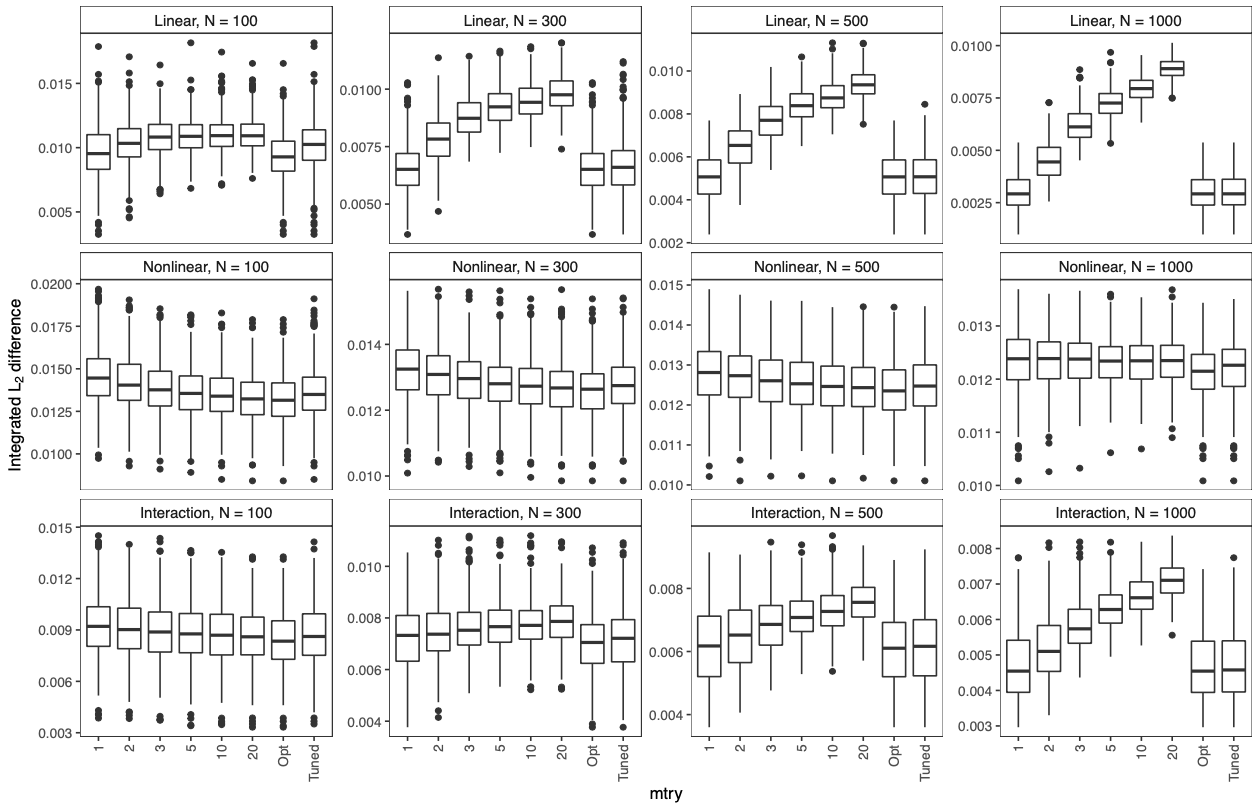 Linear, N = 100
Linear, N = 300
Linear, N = 500
Linear, N = 1000
0.015
0.010
0.005
0.0100
0.0075
0.0050
0.010
0.008
0.006
0.004
0.002
0.0100
0.0075
0.0050
0.0025
Nonlinear, N = 100
Nonlinear, N = 300
Nonlinear, N = 500
Nonlinear, N = 1000
0.0200
0.0175
0.0150
0.0125
0.0100
0.014
0.012
0.010
0.015
0.014
0.013
0.012
0.011
0.010
0.013
0.012
0.011
0.010
Integrated L₂ difference
Interaction, N = 100
Interaction, N = 300
Interaction, N = 500
Interaction, N = 1000
0.015
0.012
0.009
0.006
0.003
0.010
0.008
0.006
0.004
0.008
0.006
0.004
0.008
0.007
0.006
0.005
0.004
0.003
1 2 3 5 10 20 Opt Tuned
1 2 3 5 10 20 Opt Tuned
1 2 3 5 10 20 Opt Tuned
1 2 3 5 10 20 Opt Tuned
mtry